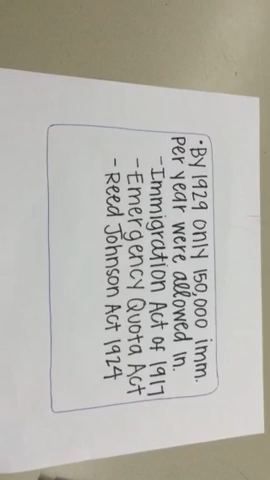 •By 1929 only 150,000 imm.
per year were allowed in.
-Immigration Act of 1917
-Emergency Quota Act
-Reed Johnson Act 1924